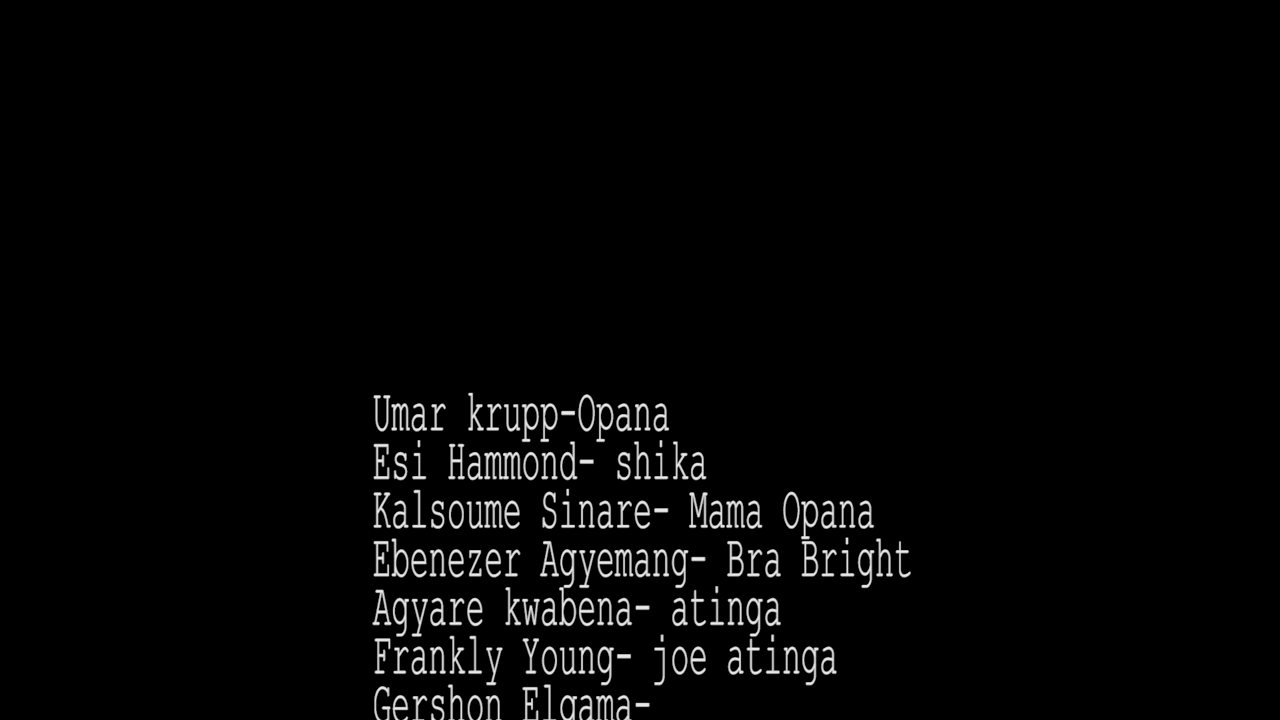 Umar krupp-Opana
Esi Hammond- shika
Kalsoume Sinare- Mama Opana
Ebenezer Agyemang- Bra Bright
Agyare kwabena- atinga
Frankly Young- joe atinga
Gershon Elgama-